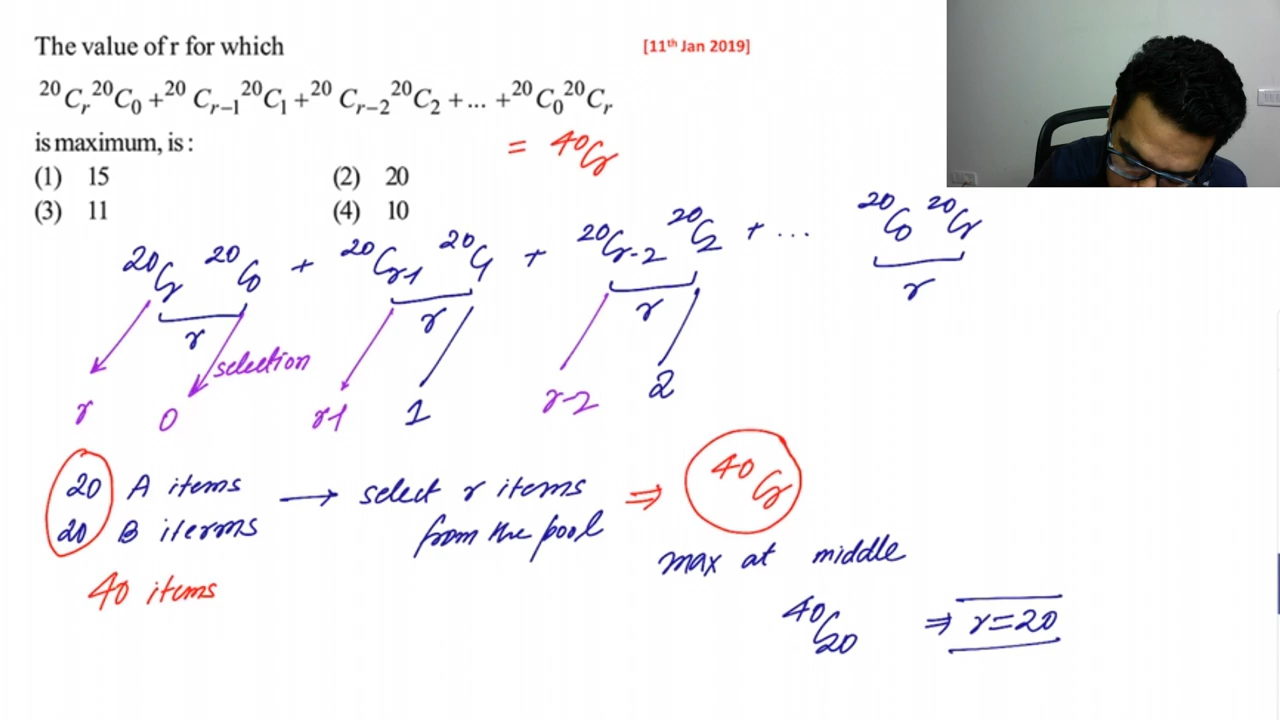 The value of r for which
[11th Jan 2019]
20Cr 20C0 + 20Cr–1 20C1 + 20Cr–2 20C2 + ... + 20C0 20Cr
is maximum, is :
= 40Cr
(1) 15 (2) 20
(3) 11 (4) 10
20Cr 20C0 + 20Cr-1 20C1 + 20Cr-2 20C2 + ... 20C0 20Cr
r r r r
selection
r 0 r-1 1 r-2 2
20 A items → select r items ⇒ 40Cr
20 B iterms from the pool
40 items
max at middle
40C20 ⇒ r=20